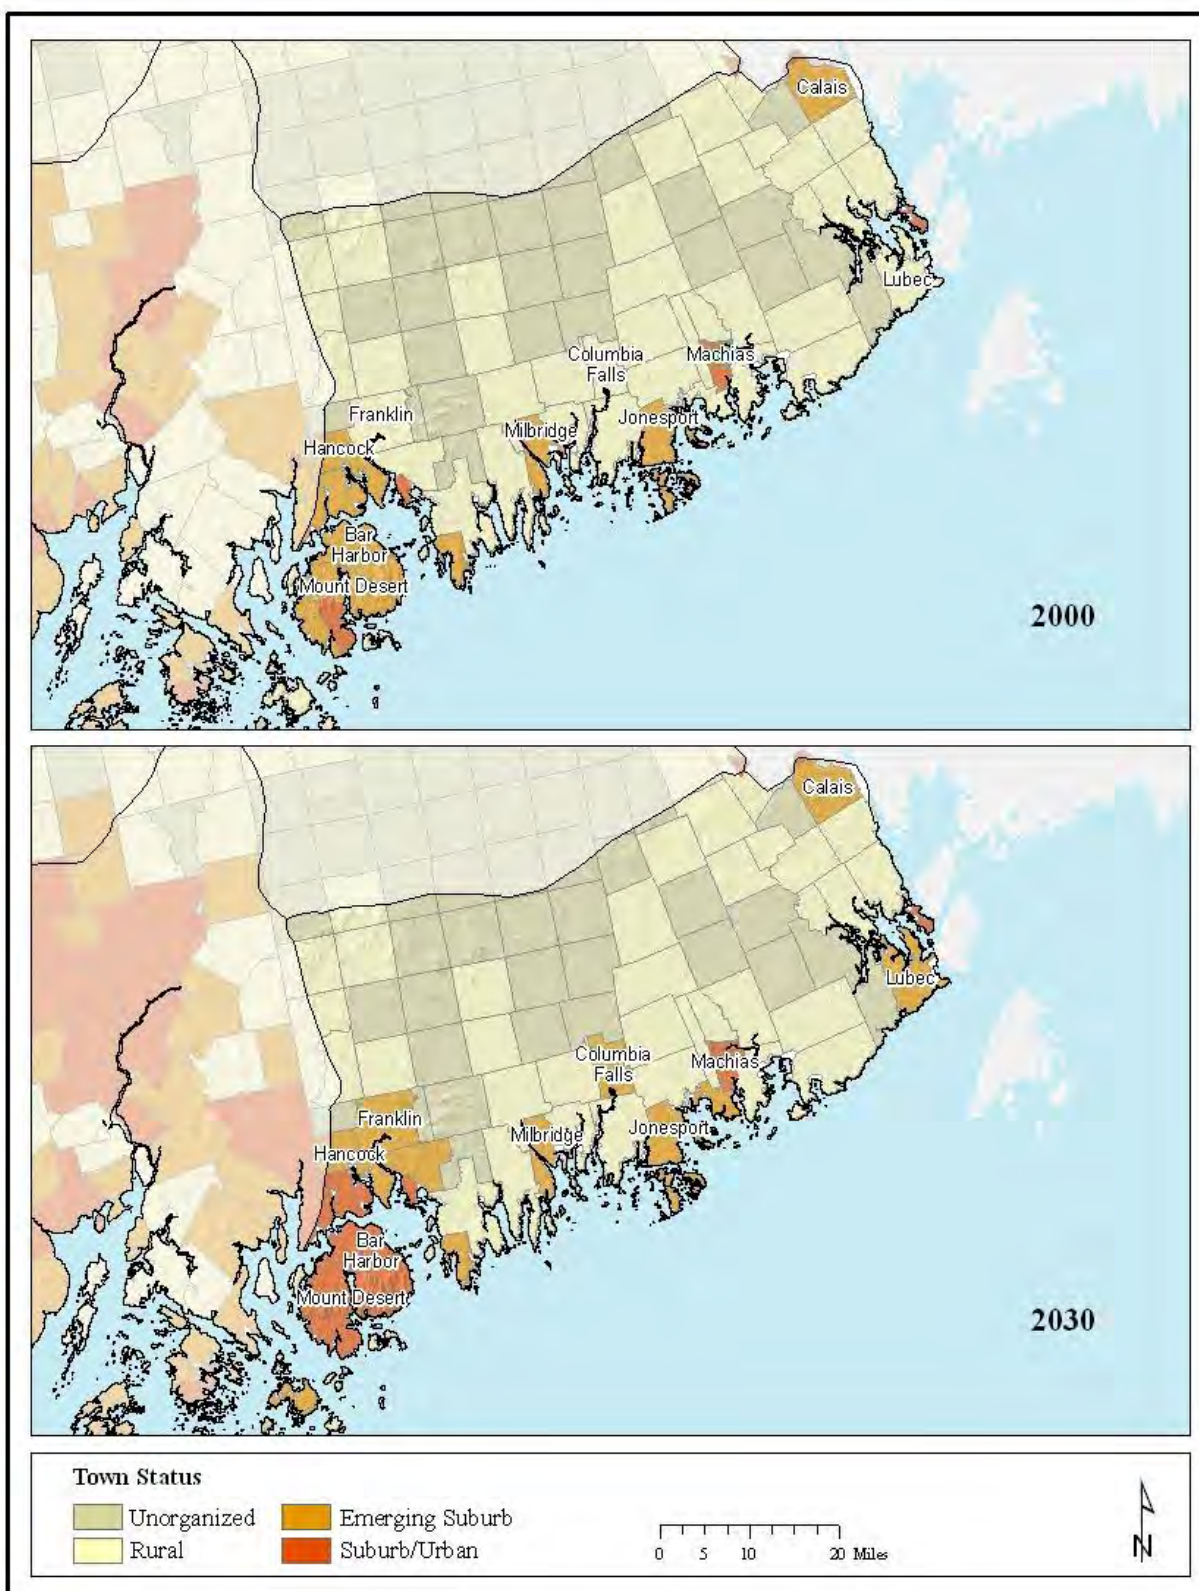 Calais
Lubec
Columbia
Falls
Machias
Franklin
Jonesport
Milbridge
Hancock
Bar
Harbor
Mount Desert
2000
Calais
Lubec
Columbia
Falls
Machias
Franklin
Jonesport
Milbridge
Hancock
Bar
Harbor
Mount Desert
2030
Town Status
Unorganized
Emerging Suburb
Rural
Suburb/Urban
0 5 10 20 Miles
N